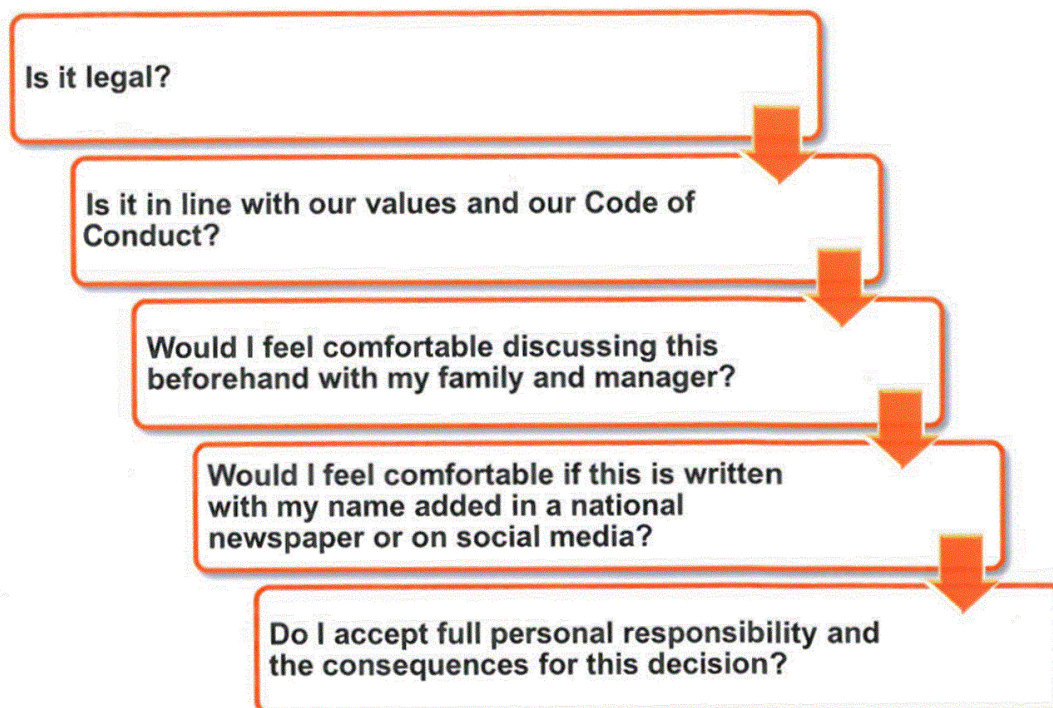 Is it legal?
Is it in line with our values and our Code of
Conduct?
Would I feel comfortable discussing this
beforehand with my family and manager?
Would I feel comfortable if this is written
with my name added in a national
newspaper or on social media?
Do I accept full personal responsibility and
the consequences for this decision?